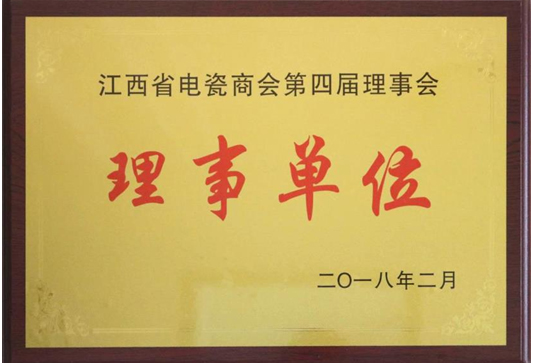 江西省电瓷商会第四届理事会
理事单位
二〇一八年二月